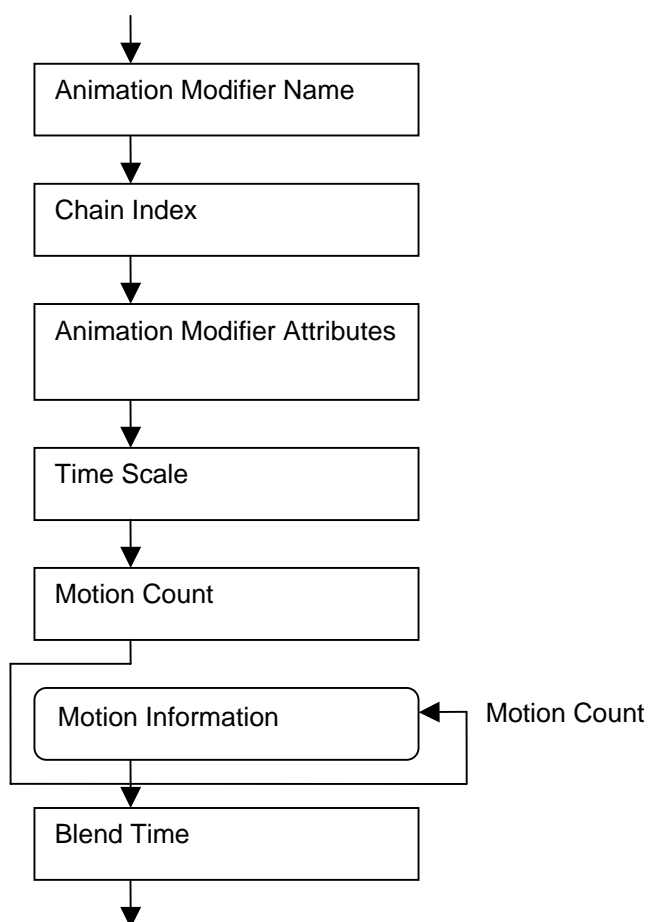 Animation Modifier Name
Chain Index
Animation Modifier Attributes
Time Scale
Motion Count
Motion Information
Motion Count
Blend Time